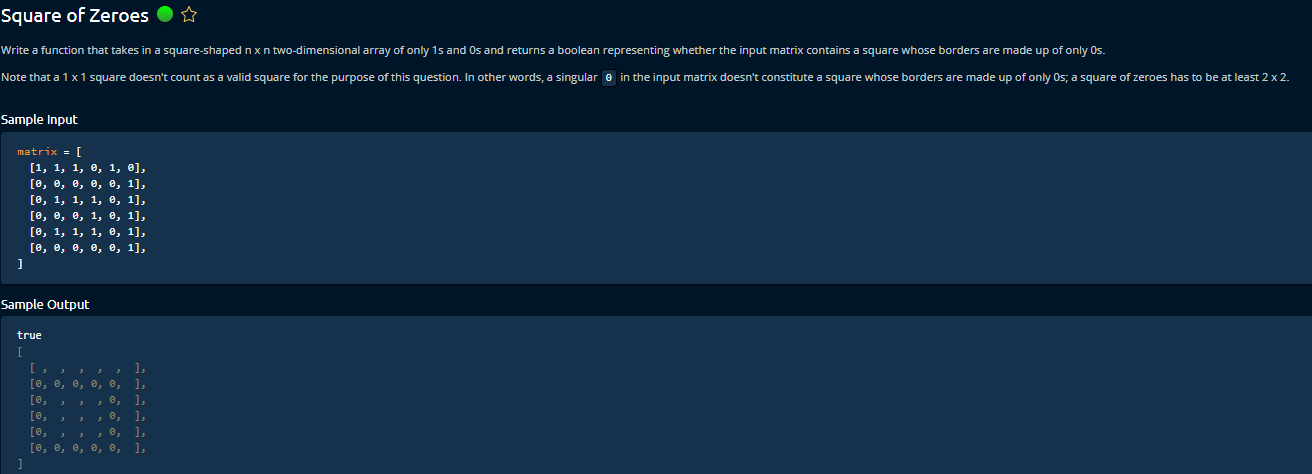 Square of Zeroes
Write a function that takes in a square-shaped n x n two-dimensional array of only 1s and 0s and returns a boolean representing whether the input matrix contains a square whose borders are made up of only 0s.
Note that a 1 x 1 square doesn't count as a valid square for the purpose of this question. In other words, a singular 0 in the input matrix doesn't constitute a square whose borders are made up of only 0s; a square of zeroes has to be at least 2 x 2.
Sample Input
matrix = [
  [1, 1, 1, 0, 1, 0],
  [0, 0, 0, 0, 0, 1],
  [0, 1, 1, 1, 0, 1],
  [0, 0, 0, 1, 0, 1],
  [0, 1, 1, 1, 0, 1],
  [0, 0, 0, 0, 0, 1],
]
Sample Output
true
[
  [ ,  ,  ,  ,  ,  ],
  [0, 0, 0, 0, 0,  ],
  [0,  ,  ,  , 0,  ],
  [0,  ,  ,  , 0,  ],
  [0,  ,  ,  , 0,  ],
  [0, 0, 0, 0, 0,  ],
]